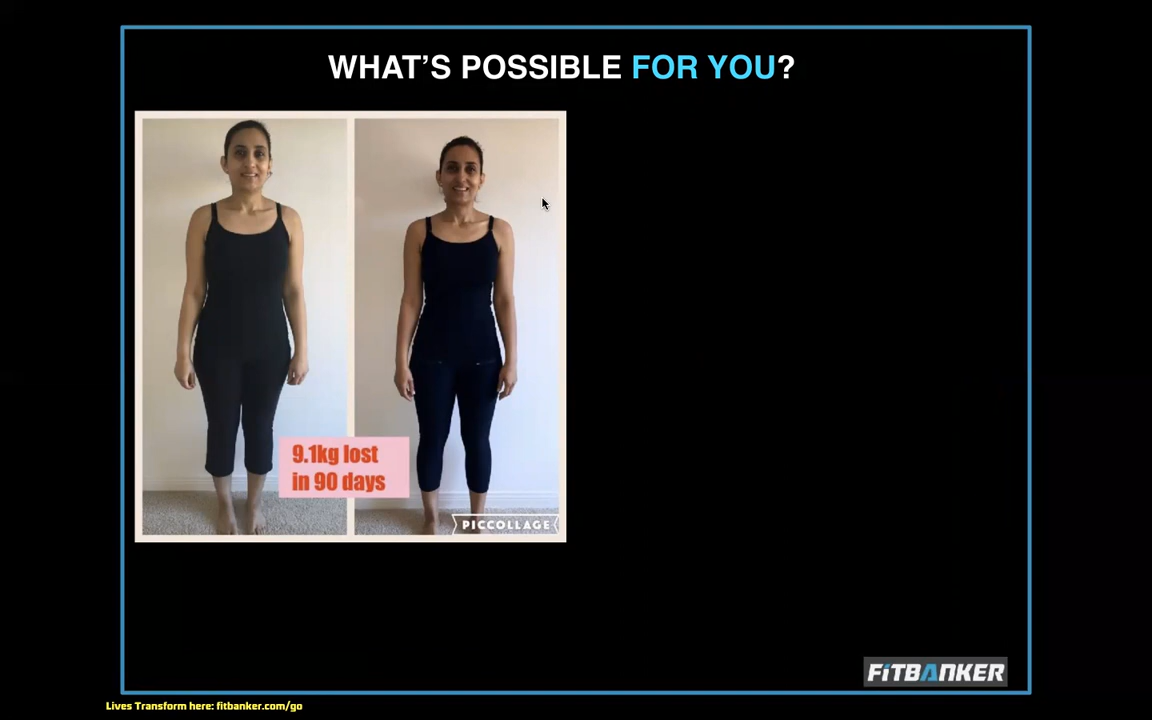 WHAT'S POSSIBLE FOR YOU?
9.1kg lost
in 90 days
PICCOLLAGE
FiTBANKER
Lives Transform here: fitbanker.com/go